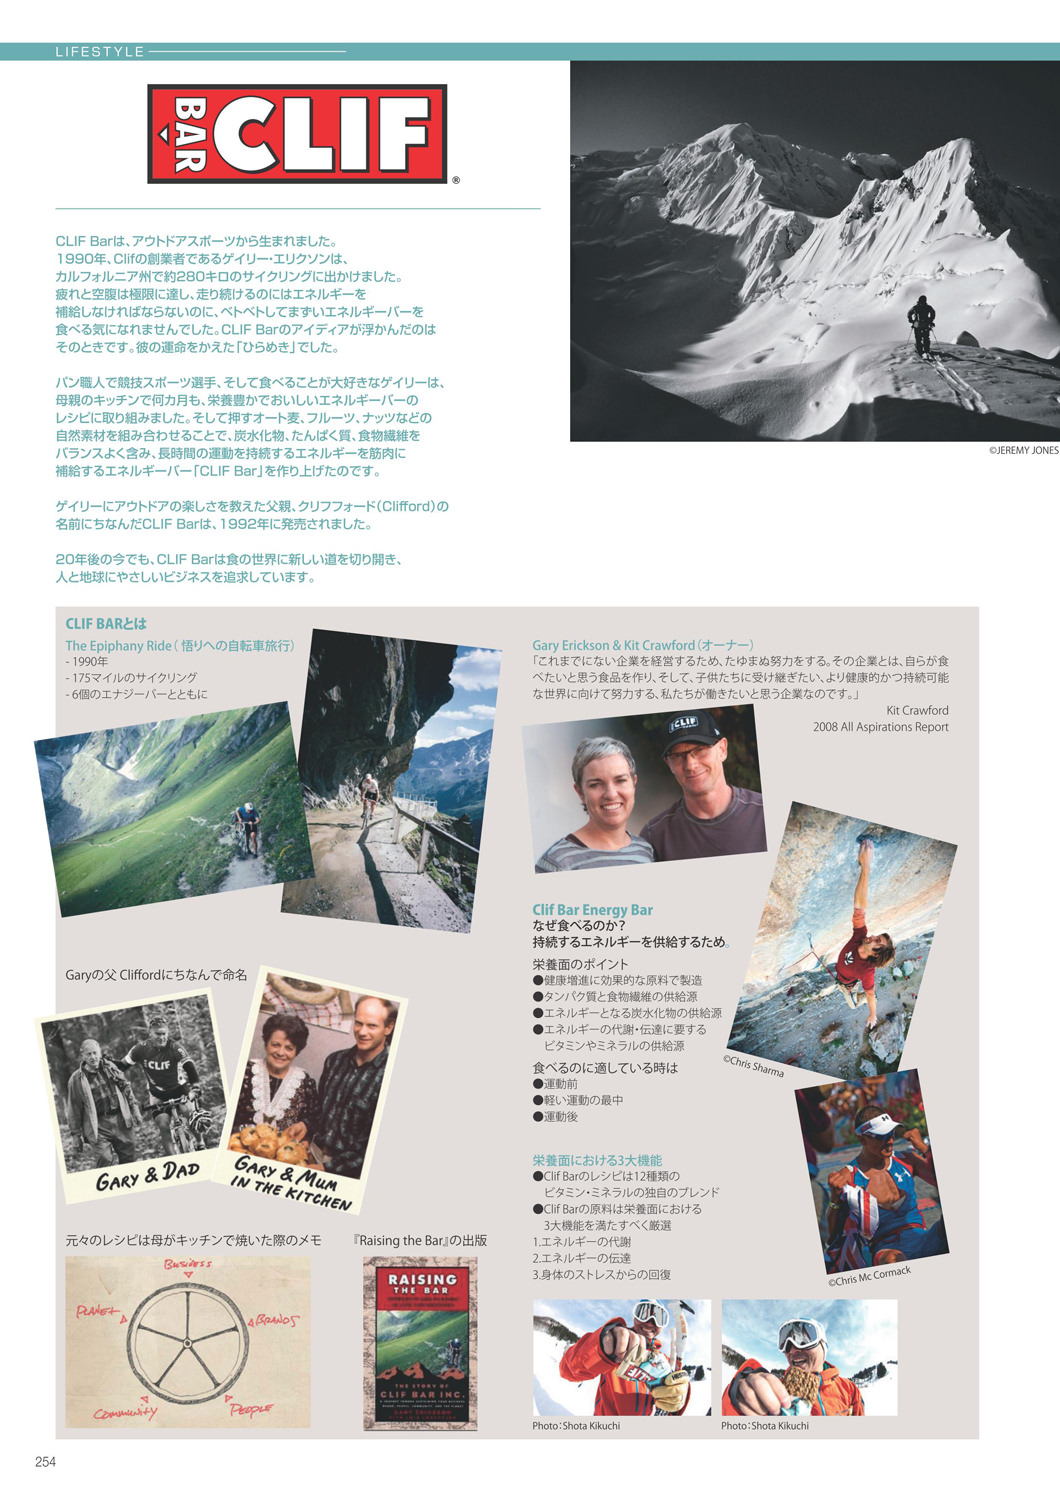 LIFESTYLE
BAR CLIF ®
©JEREMY JONES
CLIF Barは、アウトドアスポーツから生まれました。
1990年、Clifの創業者であるゲイリー・エリクソンは、
カルフォルニア州で約280キロのサイクリングに出かけました。
疲れと空腹は極限に達し、走り続けるのにはエネルギーを
補給しなければならないのに、ベトベトしてまずいエネルギーバーを
食べる気になれませんでした。CLIF Barのアイディアが浮かんだのは
そのときです。彼の運命をかえた「ひらめき」でした。
パン職人で競技スポーツ選手、そして食べることが大好きなゲイリーは、
母親のキッチンで何カ月も、栄養豊かでおいしいエネルギーバーの
レシピに取り組みました。そして押すオート麦、フルーツ、ナッツなどの
自然素材を組み合わせることで、炭水化物、たんぱく質、食物繊維を
バランスよく含み、長時間の運動を持続するエネルギーを筋肉に
補給するエネルギーバー「CLIF Bar」を作り上げたのです。
ゲイリーにアウトドアの楽しさを教えた父親、クリフフォード（Clifford）の
名前にちなんだCLIF Barは、1992年に発売されました。
20年後の今でも、CLIF Barは食の世界に新しい道を切り開き、
人と地球にやさしいビジネスを追求しています。
CLIF BARとは
The Epiphany Ride（悟りへの自転車旅行）
- 1990年
- 175マイルのサイクリング
- 6個のエナジーバーとともに
Garyの父 Cliffordにちなんで命名
CLIF
GARY & DAD
GARY & MUM
IN THE KITCHEN
元々のレシピは母がキッチンで焼いた際のメモ
BUSINESS
PLANET
BRANDS
COMMUNITY
PEOPLE
『Raising the Bar』の出版
RAISING
THE BAR
THE STORY OF
CLIF BAR INC.
Gary Erickson & Kit Crawford（オーナー）
「これまでにない企業を経営するため、たゆまぬ努力をする。その企業とは、自らが食
べたいと思う食品を作り、そして、子供たちに受け継ぎたい、より健康的かつ持続可能
な世界に向けて努力する、私たちが働きたいと思う企業なのです。」
Kit Crawford
2008 All Aspirations Report
CLIF
Clif Bar Energy Bar
なぜ食べるのか？
持続するエネルギーを供給するため。
栄養面のポイント
●健康増進に効果的な原料で製造
●タンパク質と食物繊維の供給源
●エネルギーとなる炭水化物の供給源
●エネルギーの代謝・伝達に要する
ビタミンやミネラルの供給源
食べるのに適している時は
●運動前
●軽い運動の最中
●運動後
©Chris Sharma
栄養面における3大機能
●Clif Barのレシピは12種類の
ビタミン・ミネラルの独自のブレンド
●Clif Barの原料は栄養面における
3大機能を満たすべく厳選
1.エネルギーの代謝
2.エネルギーの伝達
3.身体のストレスからの回復
©Chris Mc Cormack
Photo：Shota Kikuchi
Photo：Shota Kikuchi
254